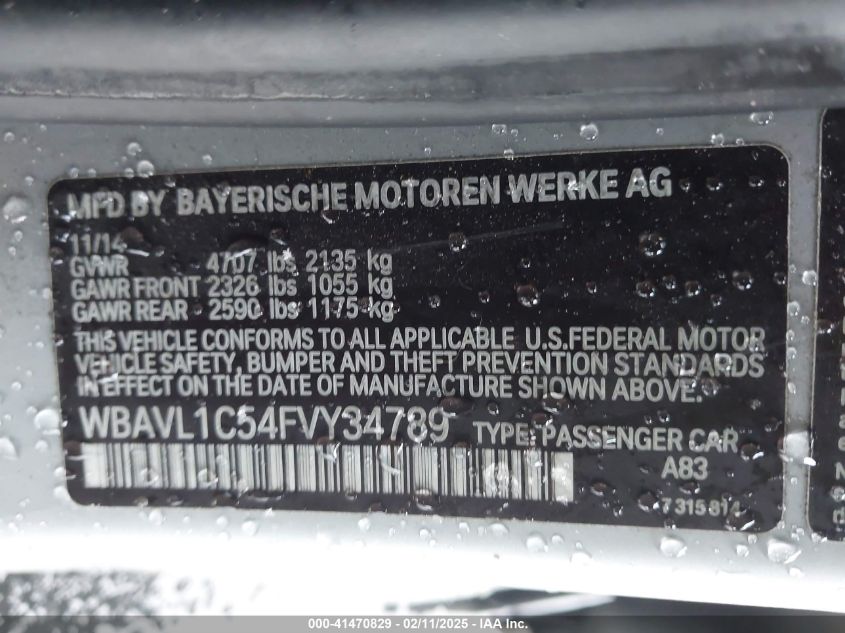 MFD BY BAYERISCHE MOTOREN WERKE AG
11/14
GVWR 4707 lbs 2135 kg
GAWR FRONT 2326 lbs 1055 kg
GAWR REAR 2590 lbs 1175 kg
THIS VEHICLE CONFORMS TO ALL APPLICABLE U.S.FEDERAL MOTOR
VEHICLE SAFETY, BUMPER AND THEFT PREVENTION STANDARDS
IN EFFECT ON THE DATE OF MANUFACTURE SHOWN ABOVE.
WBAVL1C54FVY34789 TYPE: PASSENGER CAR
A83
7 315 814
000-41470829 - 02/11/2025 - © IAA Inc.